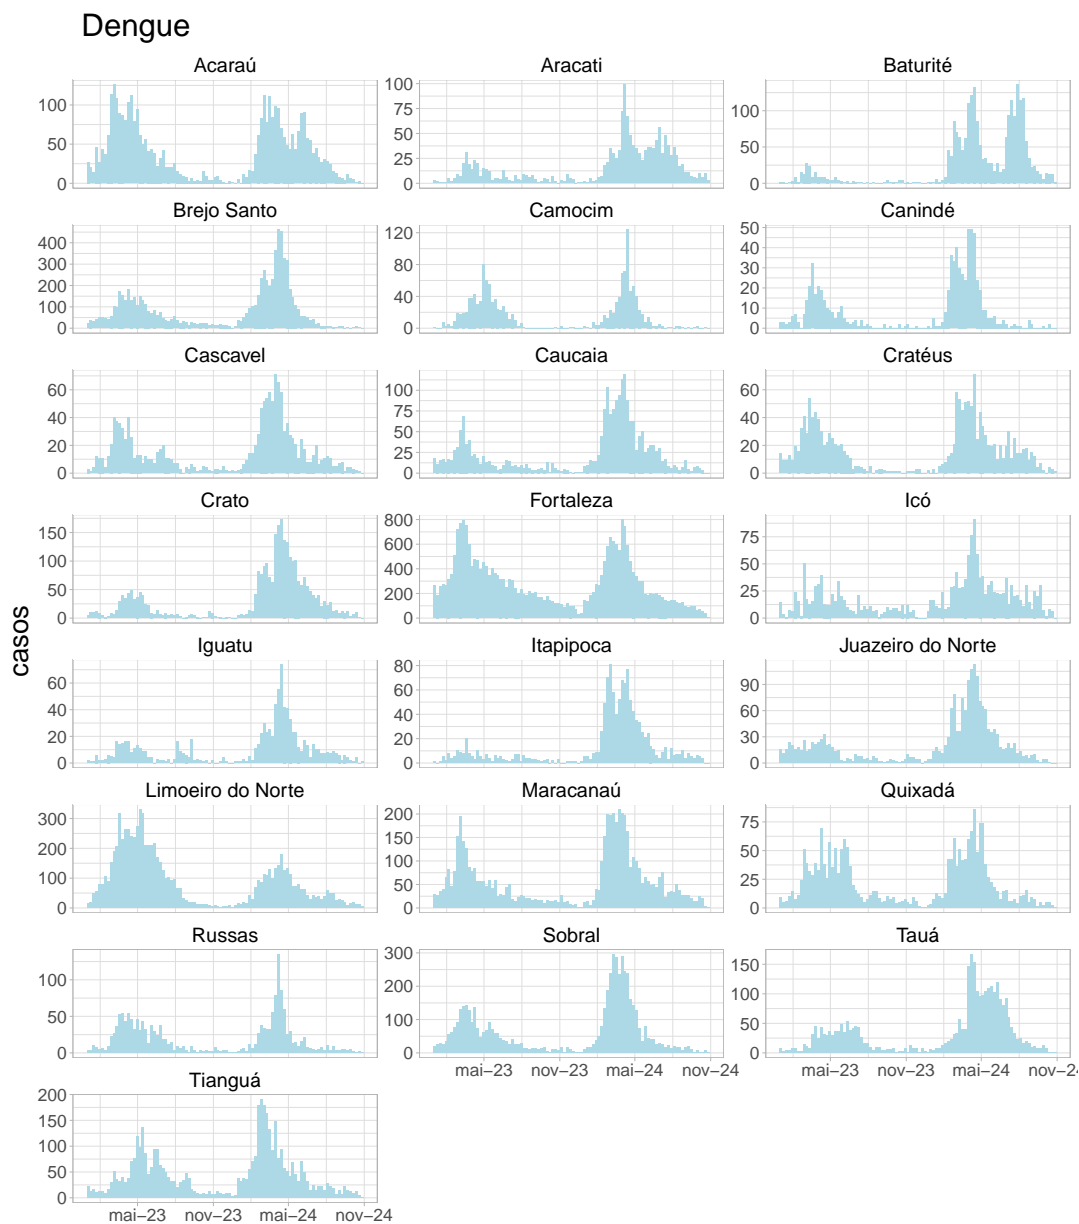 Dengue
Acaraú Aracati Baturité
100 50 0
100 75 50 25 0
100 50 0
Brejo Santo Camocim Canindé
400 300 200 100 0
120 80 40 0
50 40 30 20 10 0
Cascavel Caucaia Cratéus
60 40 20 0
100 75 50 25 0
60 40 20 0
Crato Fortaleza Icó
150 100 50 0
800 600 400 200 0
75 50 25 0
casos
Iguatu Itapipoca Juazeiro do Norte
60 40 20 0
80 60 40 20 0
90 60 30 0
Limoeiro do Norte Maracanaú Quixadá
300 200 100 0
200 150 100 50 0
75 50 25 0
Russas Sobral Tauá
100 50 0
300 200 100 0
150 100 50 0
mai−23 nov−23 mai−24 nov−24 mai−23 nov−23 mai−24 nov−24
Tianguá
200 150 100 50 0
mai−23 nov−23 mai−24 nov−24